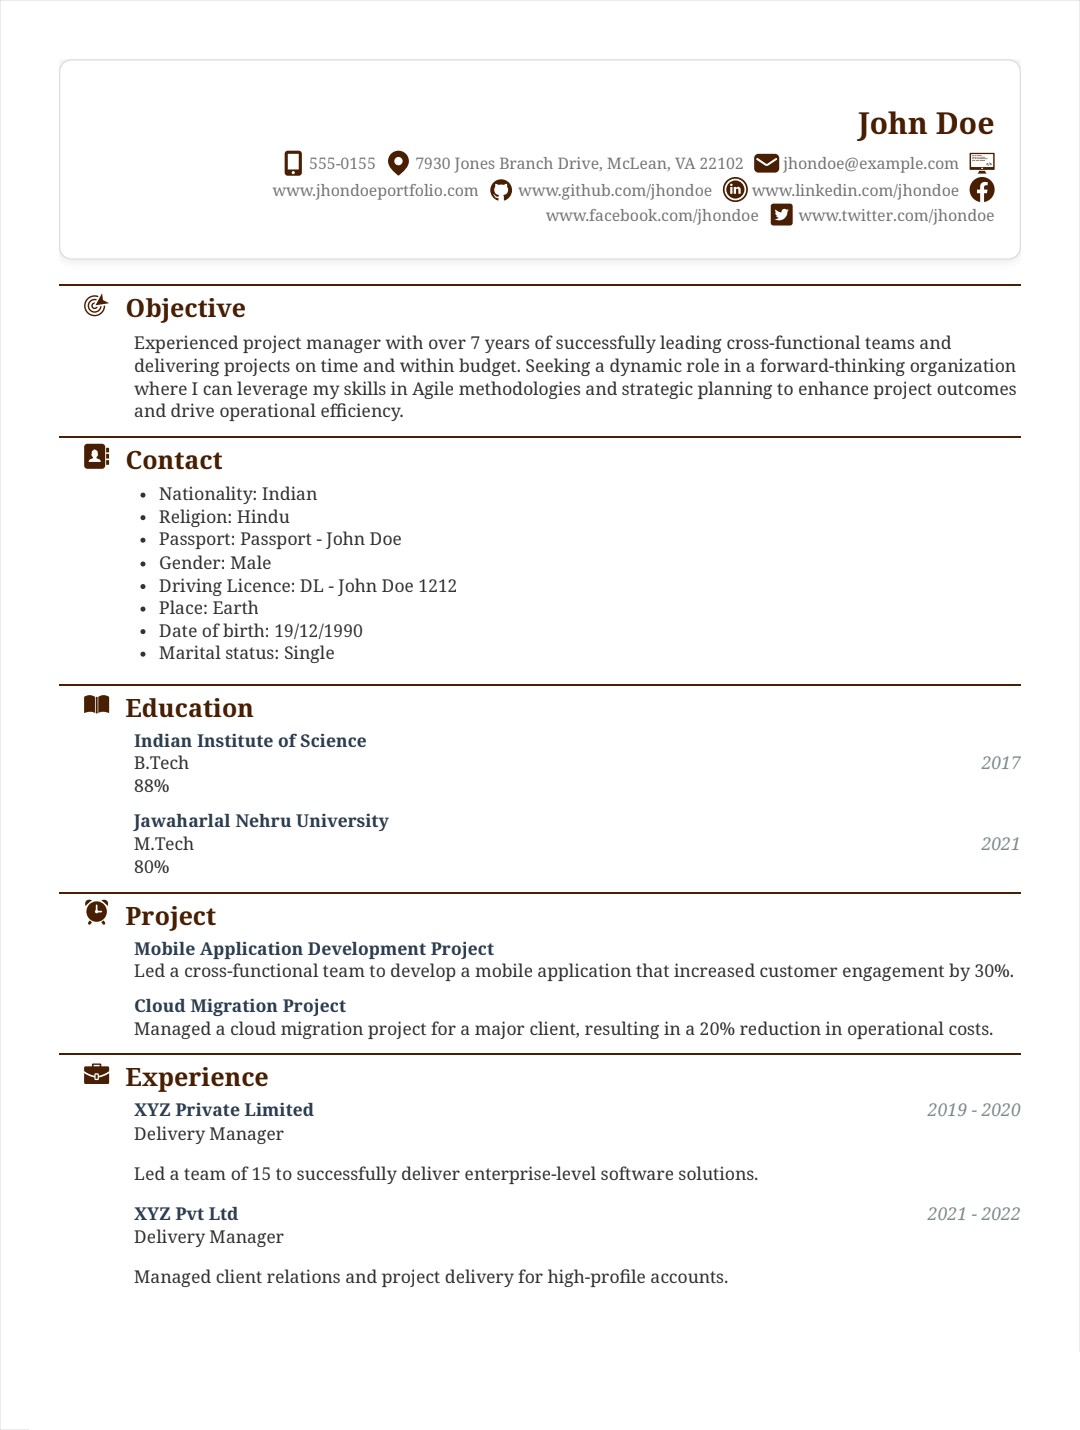 John Doe
555-0155 7930 Jones Branch Drive, McLean, VA 22102 jhondoe@example.com
www.jhondoeportfolio.com www.github.com/jhondoe www.linkedin.com/jhondoe
www.facebook.com/jhondoe www.twitter.com/jhondoe
Objective
Experienced project manager with over 7 years of successfully leading cross-functional teams and
delivering projects on time and within budget. Seeking a dynamic role in a forward-thinking organization
where I can leverage my skills in Agile methodologies and strategic planning to enhance project outcomes
and drive operational efficiency.
Contact
• Nationality: Indian
• Religion: Hindu
• Passport: Passport - John Doe
• Gender: Male
• Driving Licence: DL - John Doe 1212
• Place: Earth
• Date of birth: 19/12/1990
• Marital status: Single
Education
Indian Institute of Science
B.Tech 2017
88%
Jawaharlal Nehru University
M.Tech 2021
80%
Project
Mobile Application Development Project
Led a cross-functional team to develop a mobile application that increased customer engagement by 30%.
Cloud Migration Project
Managed a cloud migration project for a major client, resulting in a 20% reduction in operational costs.
Experience
XYZ Private Limited 2019 - 2020
Delivery Manager
Led a team of 15 to successfully deliver enterprise-level software solutions.
XYZ Pvt Ltd 2021 - 2022
Delivery Manager
Managed client relations and project delivery for high-profile accounts.